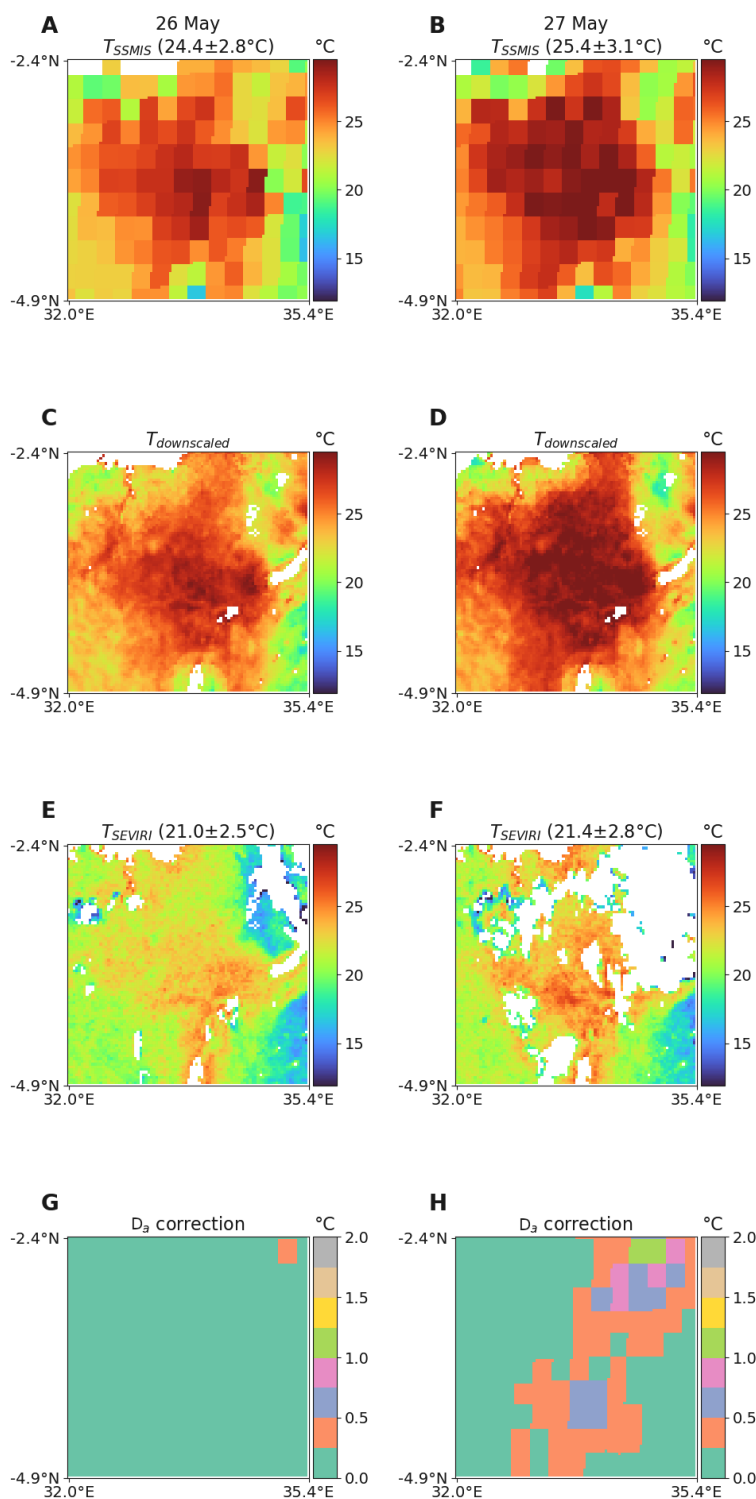 A
26 May
T_SSMIS (24.4±2.8°C)
°C
-2.4°N
-4.9°N
32.0°E
35.4°E
25
20
15
B
27 May
T_SSMIS (25.4±3.1°C)
°C
-2.4°N
-4.9°N
32.0°E
35.4°E
25
20
15
C
T_downscaled
°C
-2.4°N
-4.9°N
32.0°E
35.4°E
25
20
15
D
T_downscaled
°C
-2.4°N
-4.9°N
32.0°E
35.4°E
25
20
15
E
T_SEVIRI (21.0±2.5°C)
°C
-2.4°N
-4.9°N
32.0°E
35.4°E
25
20
15
F
T_SEVIRI (21.4±2.8°C)
°C
-2.4°N
-4.9°N
32.0°E
35.4°E
25
20
15
G
D_a correction
°C
-2.4°N
-4.9°N
32.0°E
35.4°E
2.0
1.5
1.0
0.5
0.0
H
D_a correction
°C
-2.4°N
-4.9°N
32.0°E
35.4°E
2.0
1.5
1.0
0.5
0.0